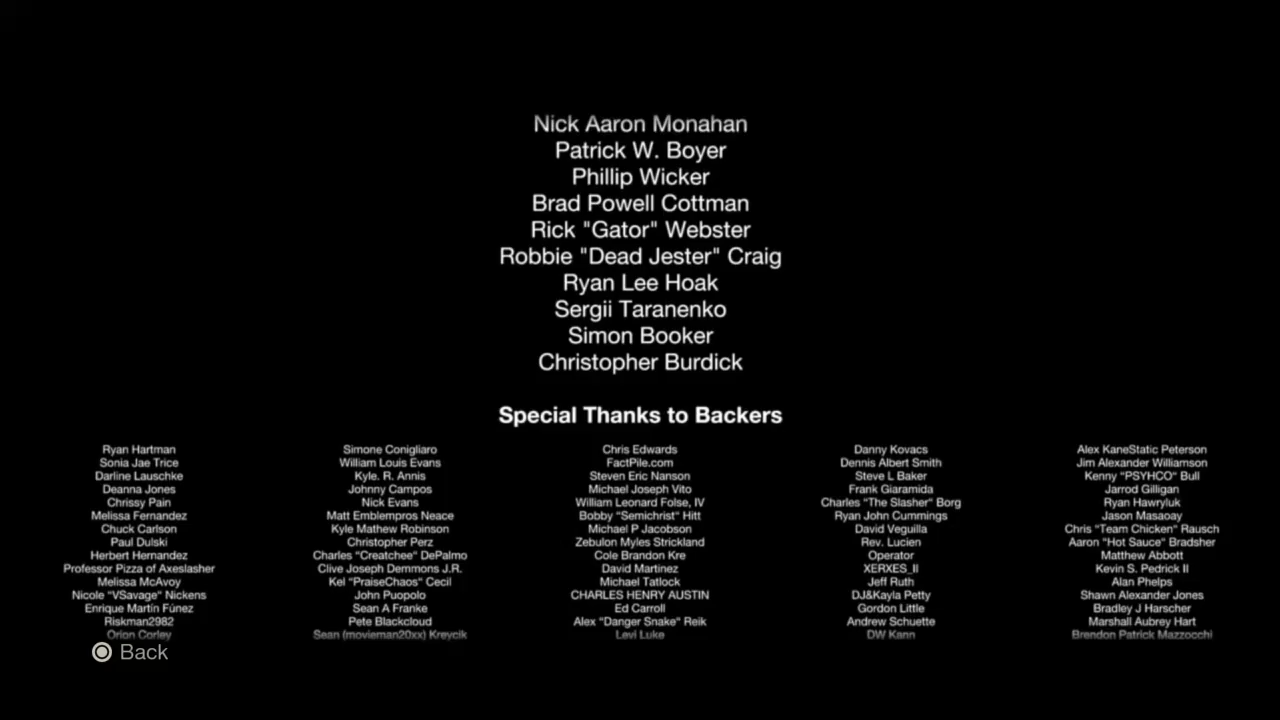 Nick Aaron Monahan
Patrick W. Boyer
Phillip Wicker
Brad Powell Cottman
Rick "Gator" Webster
Robbie "Dead Jester" Craig
Ryan Lee Hoak
Sergii Taranenko
Simon Booker
Christopher Burdick
Special Thanks to Backers
Ryan Hartman
Sonia Jae Trice
Darline Lauschke
Deanna Jones
Chrissy Pain
Melissa Fernandez
Chuck Carlson
Paul Dulski
Herbert Hernandez
Professor Pizza of Axeslasher
Melissa McAvoy
Nicole "VSavage" Nickens
Enrique Martín Fúnez
Riskman2982
Orion Corley
Simone Conigliaro
William Louis Evans
Kyle. R. Annis
Johnny Campos
Nick Evans
Matt Emblempros Neace
Kyle Mathew Robinson
Christopher Perz
Charles "Creatchee" DePalmo
Clive Joseph Demmons J.R.
Kel "PraiseChaos" Cecil
John Puopolo
Sean A Franke
Pete Blackcloud
Sean (movieman20xx) Kreycik
Chris Edwards
FactPile.com
Steven Eric Nanson
Michael Joseph Vito
William Leonard Folse, IV
Bobby "Semichrist" Hitt
Michael P Jacobson
Zebulon Myles Strickland
Cole Brandon Kre
David Martinez
Michael Tatlock
CHARLES HENRY AUSTIN
Ed Carroll
Alex "Danger Snake" Reik
Levi Luke
Danny Kovacs
Dennis Albert Smith
Steve L Baker
Frank Giaramida
Charles "The Slasher" Borg
Ryan John Cummings
David Veguilla
Rev. Lucien
Operator
XERXES_II
Jeff Ruth
DJ&Kayla Petty
Gordon Little
Andrew Schuette
DW Kann
Alex KaneStatic Peterson
Jim Alexander Williamson
Kenny "PSYHCO" Bull
Jarrod Gilligan
Ryan Hawryluk
Jason Masaoay
Chris "Team Chicken" Rausch
Aaron "Hot Sauce" Bradsher
Matthew Abbott
Kevin S. Pedrick II
Alan Phelps
Shawn Alexander Jones
Bradley J Harscher
Marshall Aubrey Hart
Brendon Patrick Mazzocchi
Back